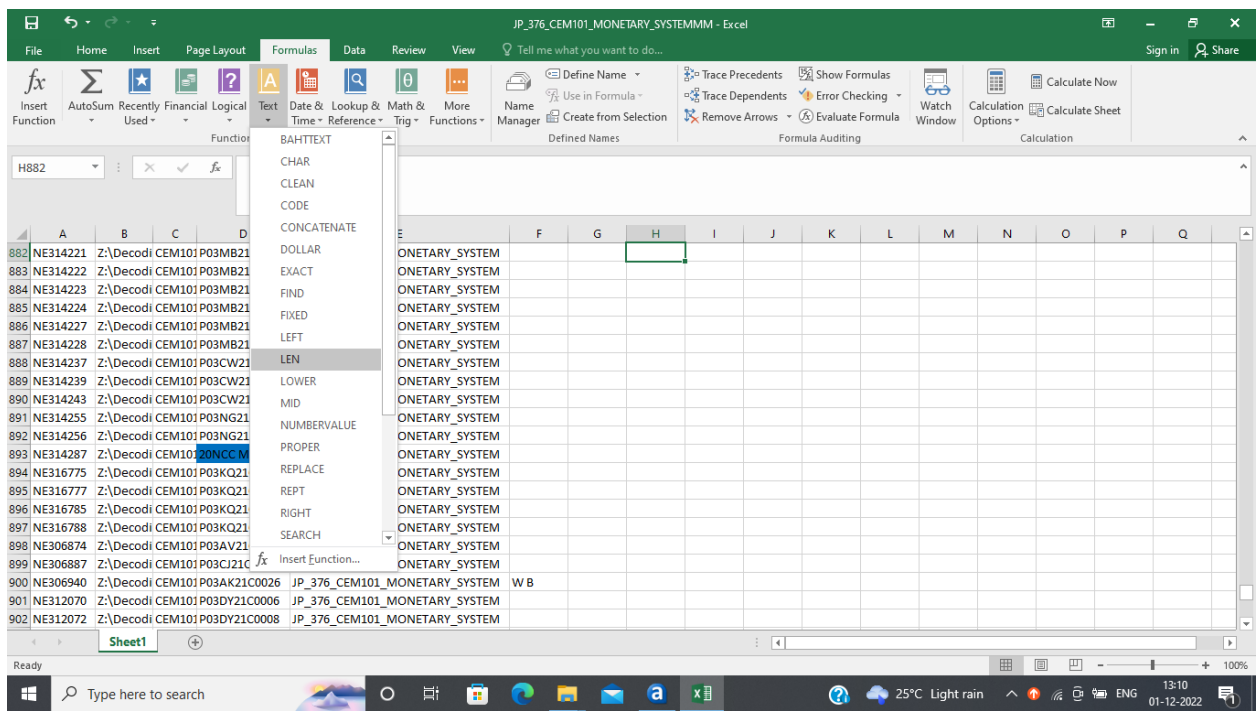 JP_376_CEM101_MONETARY_SYSTEMMM - Excel
File Home Insert Page Layout Formulas Data Review View Tell me what you want to do... Sign in Share
fx Σ ? A θ ... Define Name Trace Precedents Show Formulas
Use in Formula Trace Dependents Error Checking Calculate Now
Insert Function AutoSum Recently Used Financial Logical Text Date & Time Lookup & Reference Math & Trig More Functions Name Manager Create from Selection Remove Arrows Evaluate Formula Watch Window Calculation Options Calculate Sheet
Function Defined Names Formula Auditing Calculation
H882 fx
BAHTTEXT
CHAR
CLEAN
CODE
CONCATENATE
DOLLAR
EXACT
FIND
FIXED
LEFT
LEN
LOWER
MID
NUMBERVALUE
PROPER
REPLACE
REPT
RIGHT
SEARCH
fx Insert Function...
A B C D E F G H I J K L M N O P Q
882 NE314221 Z:\Decodi CEM101 P03MB21 ONETARY_SYSTEM
883 NE314222 Z:\Decodi CEM101 P03MB21 ONETARY_SYSTEM
884 NE314223 Z:\Decodi CEM101 P03MB21 ONETARY_SYSTEM
885 NE314224 Z:\Decodi CEM101 P03MB21 ONETARY_SYSTEM
886 NE314227 Z:\Decodi CEM101 P03MB21 ONETARY_SYSTEM
887 NE314228 Z:\Decodi CEM101 P03MB21 ONETARY_SYSTEM
888 NE314237 Z:\Decodi CEM101 P03CW21 ONETARY_SYSTEM
889 NE314239 Z:\Decodi CEM101 P03CW21 ONETARY_SYSTEM
890 NE314243 Z:\Decodi CEM101 P03CW21 ONETARY_SYSTEM
891 NE314255 Z:\Decodi CEM101 P03NG21 ONETARY_SYSTEM
892 NE314256 Z:\Decodi CEM101 P03NG21 ONETARY_SYSTEM
893 NE314287 Z:\Decodi CEM101 20NCC M ONETARY_SYSTEM
894 NE316775 Z:\Decodi CEM101 P03KQ21 ONETARY_SYSTEM
895 NE316777 Z:\Decodi CEM101 P03KQ21 ONETARY_SYSTEM
896 NE316785 Z:\Decodi CEM101 P03KQ21 ONETARY_SYSTEM
897 NE316788 Z:\Decodi CEM101 P03KQ21 ONETARY_SYSTEM
898 NE306874 Z:\Decodi CEM101 P03AV21 ONETARY_SYSTEM
899 NE306887 Z:\Decodi CEM101 P03CJ21C ONETARY_SYSTEM
900 NE306940 Z:\Decodi CEM101 P03AK21C0026 JP_376_CEM101_MONETARY_SYSTEM W B
901 NE312070 Z:\Decodi CEM101 P03DY21C0006 JP_376_CEM101_MONETARY_SYSTEM
902 NE312072 Z:\Decodi CEM101 P03DY21C0008 JP_376_CEM101_MONETARY_SYSTEM
Sheet1
Ready 100%
Type here to search a 25°C Light rain ENG 13:10
01-12-2022